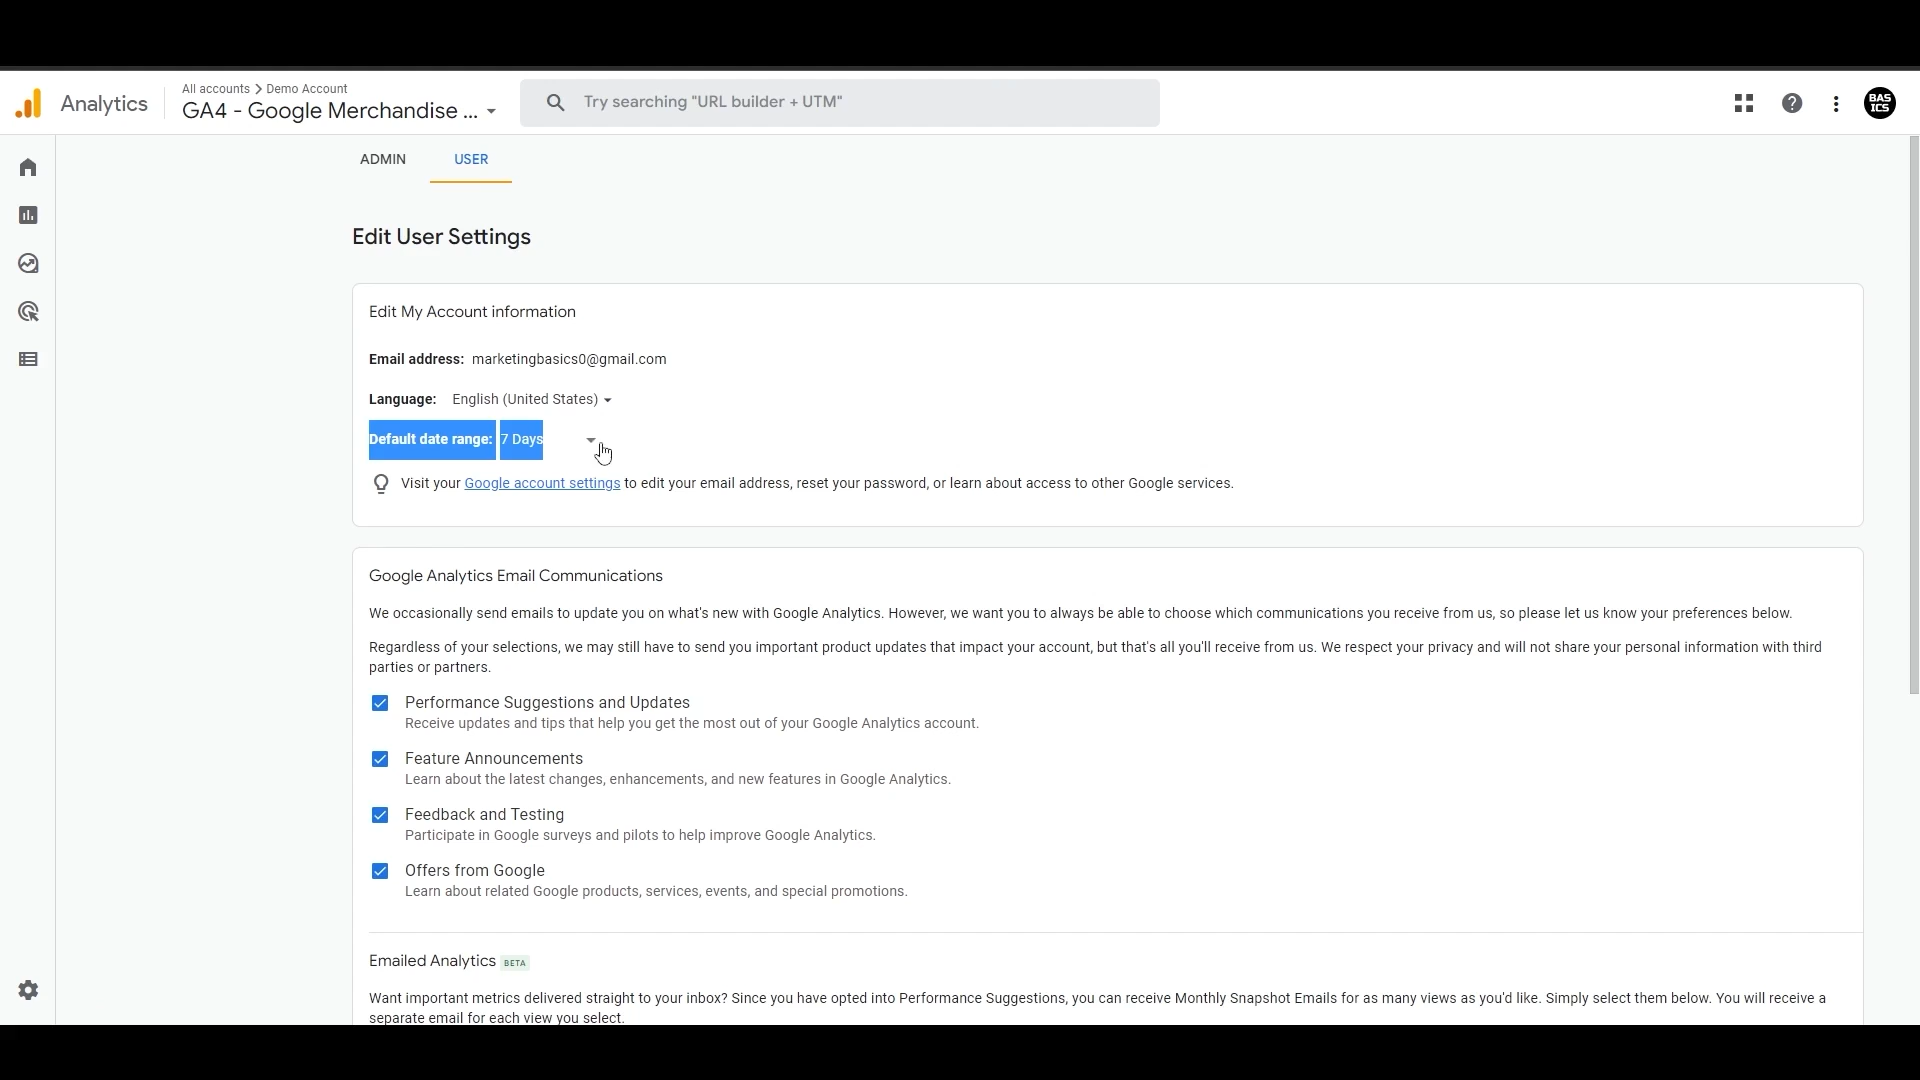 Analytics
All accounts > Demo Account
GA4 - Google Merchandise ...
Try searching "URL builder + UTM"
BAS
ICS
ADMIN
USER
Edit User Settings
Edit My Account information
Email address: marketingbasics0@gmail.com
Language: English (United States)
Default date range: 7 Days
Visit your Google account settings to edit your email address, reset your password, or learn about access to other Google services.
Google Analytics Email Communications
We occasionally send emails to update you on what's new with Google Analytics. However, we want you to always be able to choose which communications you receive from us, so please let us know your preferences below.
Regardless of your selections, we may still have to send you important product updates that impact your account, but that's all you'll receive from us. We respect your privacy and will not share your personal information with third
parties or partners.
Performance Suggestions and Updates
Receive updates and tips that help you get the most out of your Google Analytics account.
Feature Announcements
Learn about the latest changes, enhancements, and new features in Google Analytics.
Feedback and Testing
Participate in Google surveys and pilots to help improve Google Analytics.
Offers from Google
Learn about related Google products, services, events, and special promotions.
Emailed Analytics BETA
Want important metrics delivered straight to your inbox? Since you have opted into Performance Suggestions, you can receive Monthly Snapshot Emails for as many views as you'd like. Simply select them below. You will receive a
separate email for each view you select.